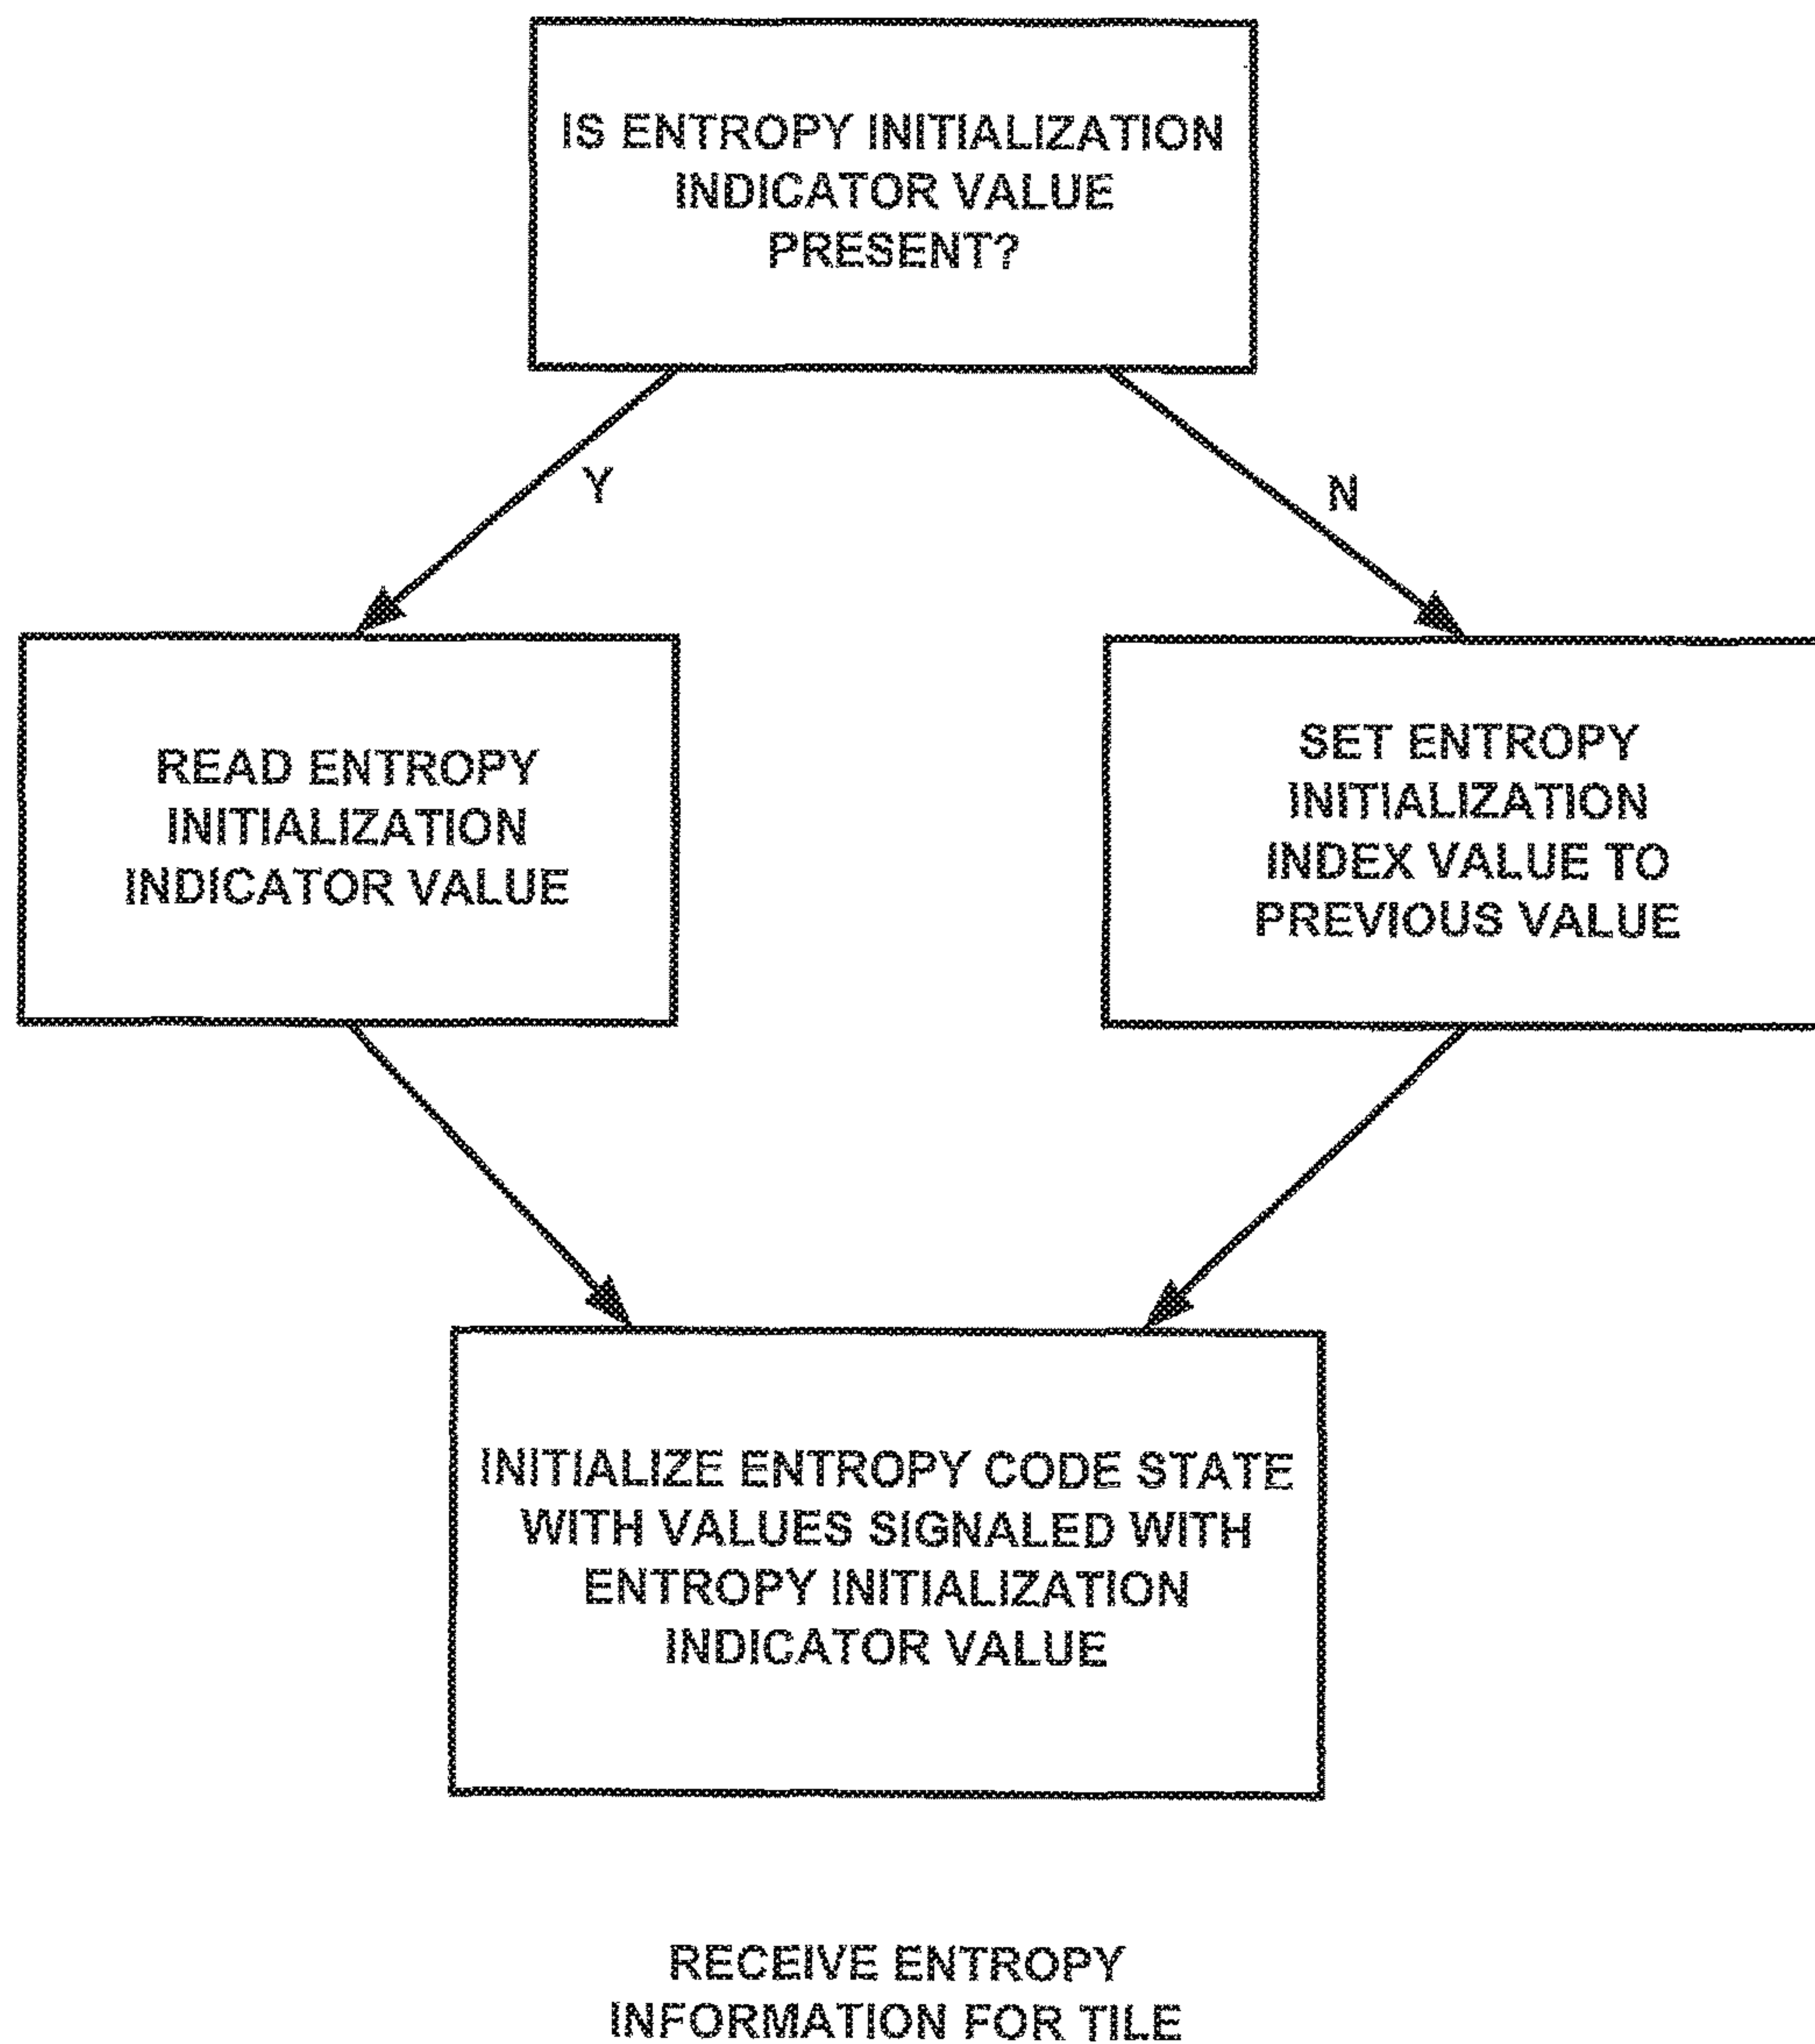 IS ENTROPY INITIALIZATION
INDICATOR VALUE
PRESENT?
Y
N
READ ENTROPY
INITIALIZATION
INDICATOR VALUE
SET ENTROPY
INITIALIZATION
INDEX VALUE TO
PREVIOUS VALUE
INITIALIZE ENTROPY CODE STATE
WITH VALUES SIGNALED WITH
ENTROPY INITIALIZATION
INDICATOR VALUE
RECEIVE ENTROPY
INFORMATION FOR TILE